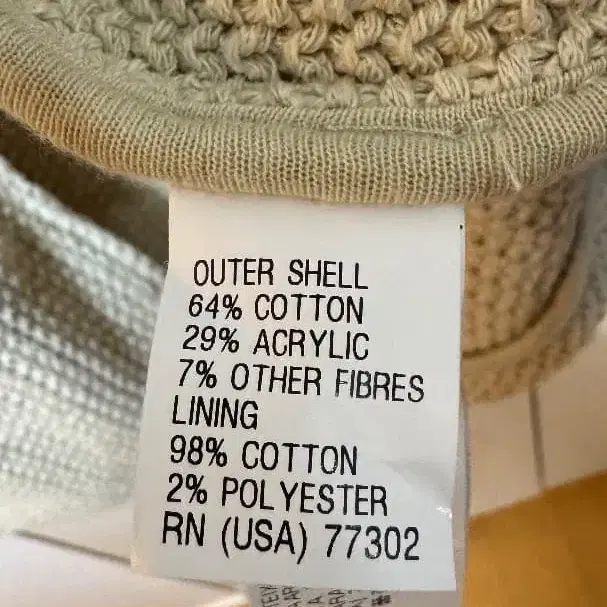 OUTER SHELL
64% COTTON
29% ACRYLIC
7% OTHER FIBRES
LINING
98% COTTON
2% POLYESTER
RN (USA) 77302